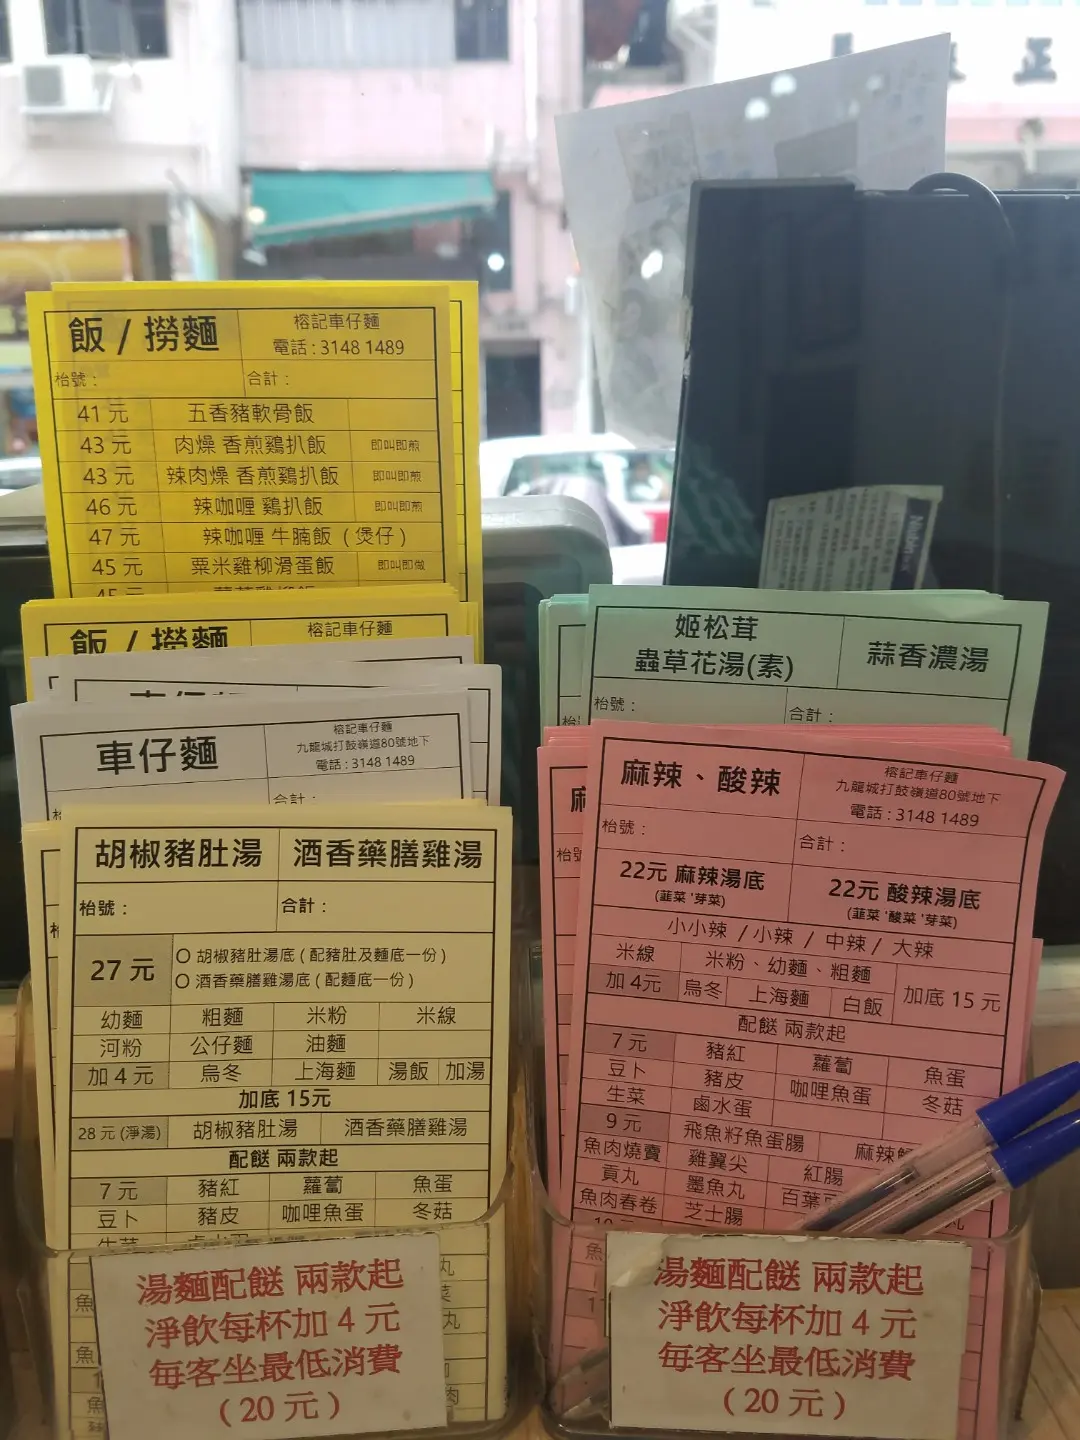 飯 / 撈麵
榕記車仔麵
電話 : 3148 1489
枱號 :
合計 :
41 元 五香豬軟骨飯
43 元 肉燥 香煎鷄扒飯 即叫即煎
43 元 辣肉燥 香煎鷄扒飯 即叫即煎
46 元 辣咖喱 鷄扒飯 即叫即煎
47 元 辣咖喱 牛腩飯 ( 煲仔 )
45 元 粟米雞柳滑蛋飯 即叫即做
45 元
飯 / 撈麵
榕記車仔麵
車仔麵
榕記車仔麵
九龍城打鼓嶺道80號地下
電話 : 3148 1489
合計 :
胡椒豬肚湯
酒香藥膳雞湯
枱號 :
合計 :
27 元
胡椒豬肚湯底 ( 配豬肚及麵底一份 )
酒香藥膳雞湯底 ( 配麵底一份 )
幼麵 粗麵 米粉 米線
河粉 公仔麵 油麵
加 4 元 烏冬 上海麵 湯飯 加湯
加底 15元
28 元 (淨湯) 胡椒豬肚湯 酒香藥膳雞湯
配餸 兩款起
7 元 豬紅 蘿蔔 魚蛋
豆卜 豬皮 咖哩魚蛋 冬菇
湯麵配餸 兩款起
淨飲每杯加 4 元
每客坐最低消費
( 20 元 )
姬松茸
蟲草花湯(素)
蒜香濃湯
枱號 :
合計 :
麻辣、酸辣
榕記車仔麵
九龍城打鼓嶺道80號地下
電話 : 3148 1489
枱號 :
合計 :
22元 麻辣湯底
(韮菜 '芽菜)
22元 酸辣湯底
(韮菜 '酸菜 '芽菜)
小小辣 / 小辣 / 中辣 / 大辣
米線 米粉、幼麵、粗麵
加 4元 烏冬 上海麵 白飯 加底 15 元
配餸 兩款起
7 元 豬紅 蘿蔔 魚蛋
豆卜 豬皮 咖哩魚蛋 冬菇
生菜 鹵水蛋
9 元 飛魚籽魚蛋腸 麻辣
魚肉燒賣 雞翼尖 紅腸
貢丸 墨魚丸 百葉
魚肉春卷 芝士腸
湯麵配餸 兩款起
淨飲每杯加 4 元
每客坐最低消費
( 20 元 )